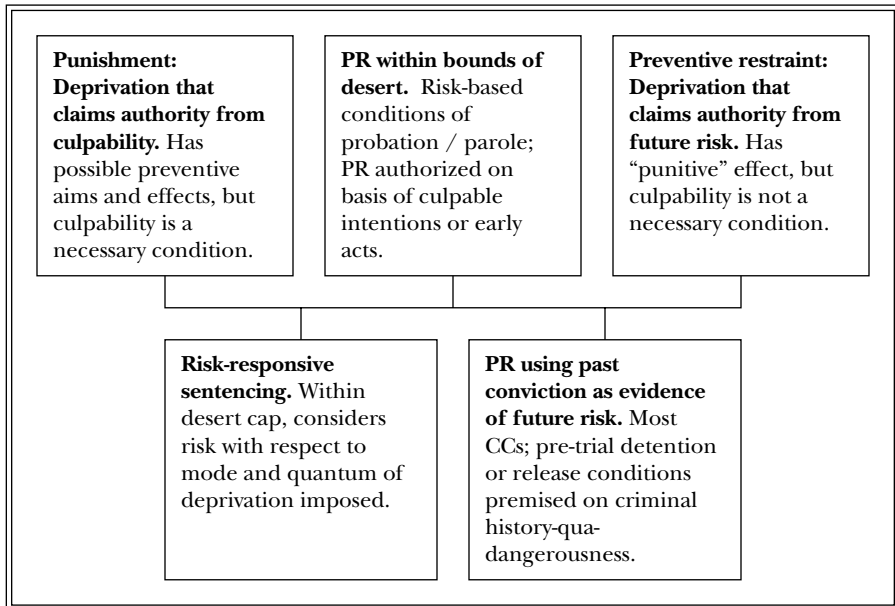 Punishment:
Deprivation that
claims authority from
culpability. Has
possible preventive
aims and effects, but
culpability is a
necessary condition.
PR within bounds of
desert. Risk-based
conditions of
probation / parole;
PR authorized on
basis of culpable
intentions or early
acts.
Preventive restraint:
Deprivation that
claims authority from
future risk. Has
“punitive” effect, but
culpability is not a
necessary condition.
Risk-responsive
sentencing. Within
desert cap, considers
risk with respect to
mode and quantum of
deprivation imposed.
PR using past
conviction as evidence
of future risk. Most
CCs; pre-trial detention
or release conditions
premised on criminal
history-qua-
dangerousness.